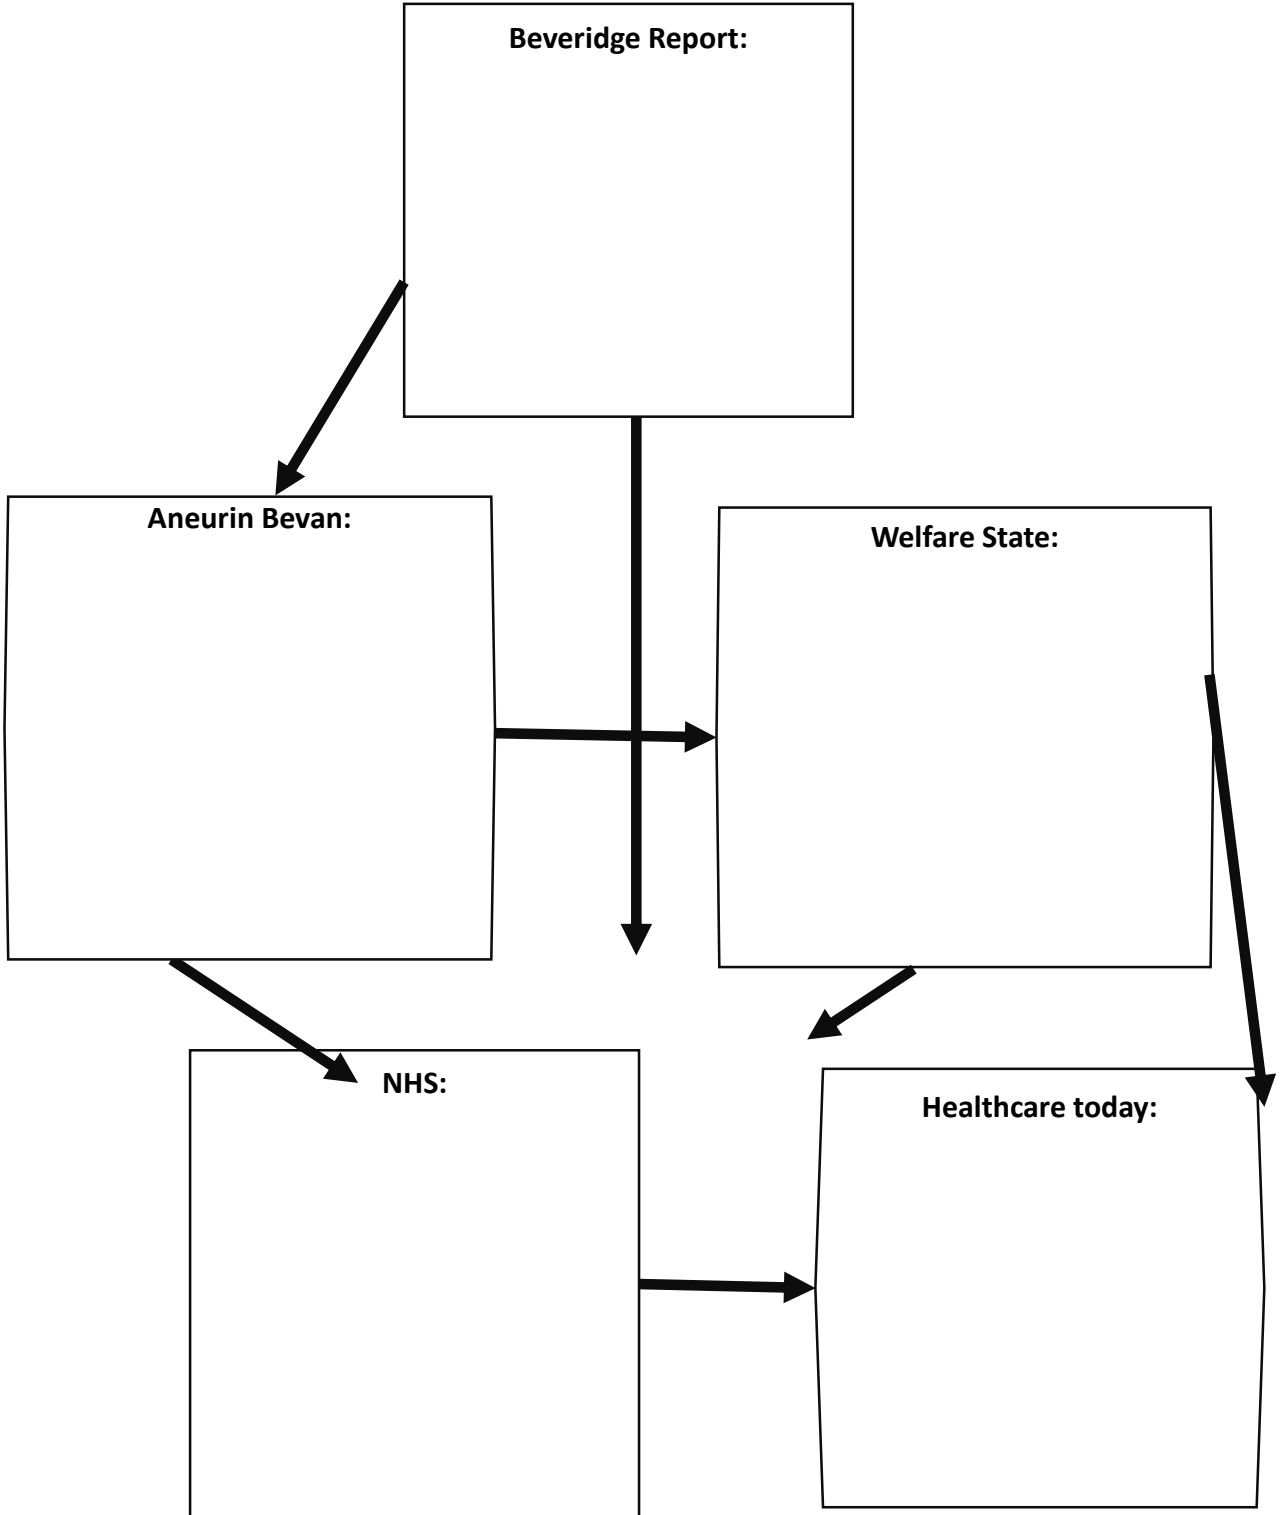 Beveridge Report:
Aneurin Bevan:
Welfare State:
NHS:
Healthcare today: